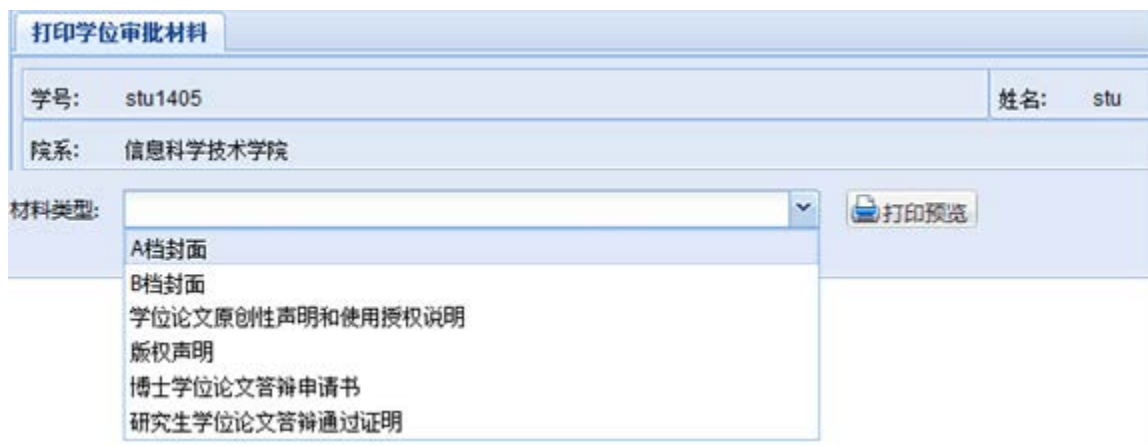 打印学位审批材料
学号: stu1405 姓名: stu
院系: 信息科学技术学院
材料类型: 打印预览
A档封面
B档封面
学位论文原创性声明和使用授权说明
版权声明
博士学位论文答辩申请书
研究生学位论文答辩通过证明